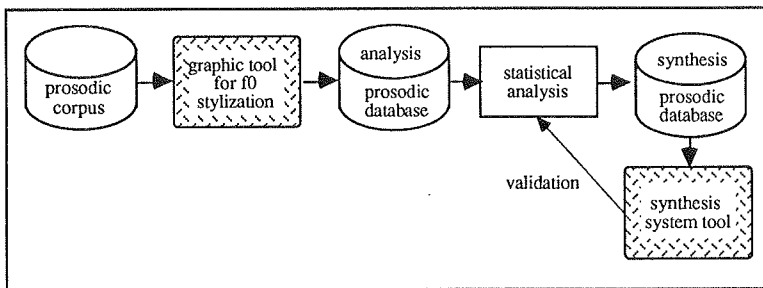 prosodic
corpus
graphic tool
for f0
stylization
analysis
prosodic
database
statistical
analysis
synthesis
prosodic
database
validation
synthesis
system tool